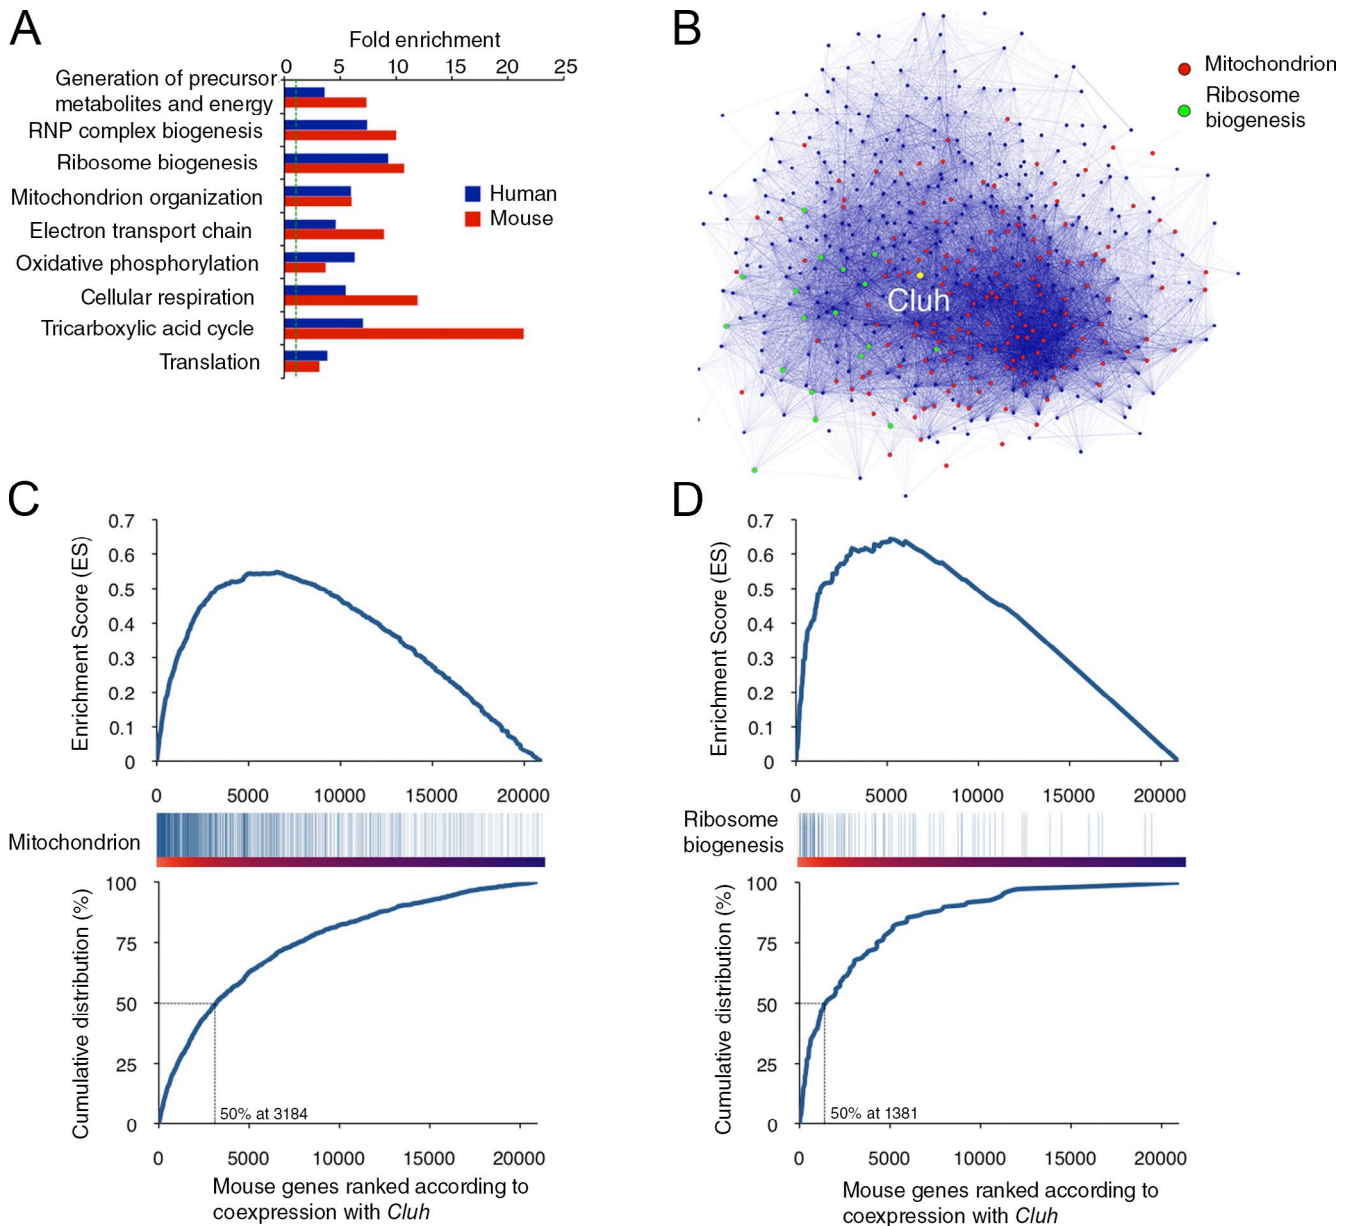 A
Fold enrichment
0 5 10 15 20 25
Generation of precursor
metabolites and energy
RNP complex biogenesis
Ribosome biogenesis
Mitochondrion organization
Electron transport chain
Oxidative phosphorylation
Cellular respiration
Tricarboxylic acid cycle
Translation
Human
Mouse
B
Mitochondrion
Ribosome
biogenesis
Cluh
C
Enrichment Score (ES)
0.7
0.6
0.5
0.4
0.3
0.2
0.1
0
0 5000 10000 15000 20000
Mitochondrion
Cumulative distribution (%)
100
75
50
25
0
50% at 3184
0 5000 10000 15000 20000
Mouse genes ranked according to
coexpression with Cluh
D
Enrichment Score (ES)
0.7
0.6
0.5
0.4
0.3
0.2
0.1
0
0 5000 10000 15000 20000
Ribosome
biogenesis
Cumulative distribution (%)
100
75
50
25
0
50% at 1381
0 5000 10000 15000 20000
Mouse genes ranked according to
coexpression with Cluh